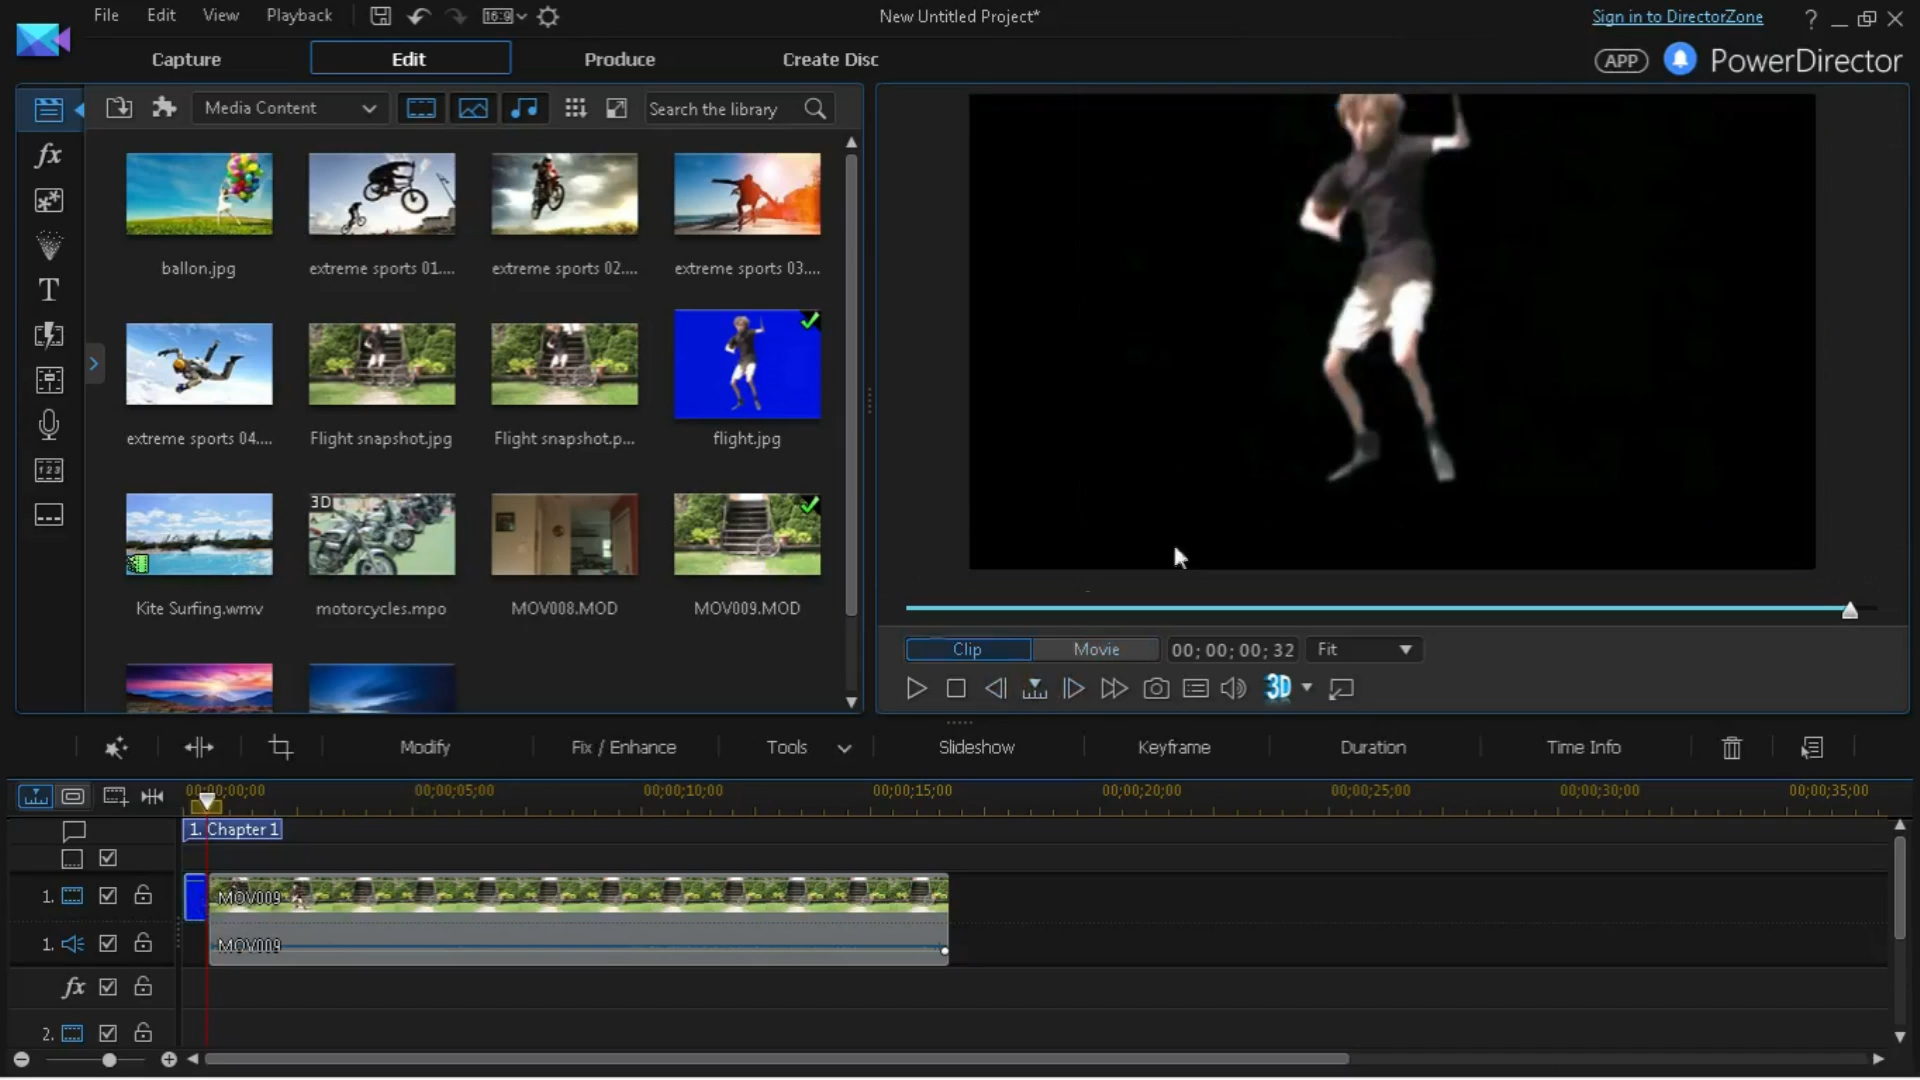 File Edit View Playback 16:9 New Untitled Project* Sign in to DirectorZone ?
Capture Edit Produce Create Disc APP PowerDirector
Media Content Search the library
ballon.jpg extreme sports 01.... extreme sports 02.... extreme sports 03....
extreme sports 04.... Flight snapshot.jpg Flight snapshot.p... flight.jpg
3D
Kite Surfing.wmv motorcycles.mpo MOV008.MOD MOV009.MOD
fx
T
123
Clip Movie 00; 00; 00; 32 Fit
3D
Modify Fix / Enhance Tools Slideshow Keyframe Duration Time Info
00;00;00;00 00;00;05;00 00;00;10;00 00;00;15;00 00;00;20;00 00;00;25;00 00;00;30;00 00;00;35;00
1. Chapter 1
1. MOV009
1. MOV009
fx
2.